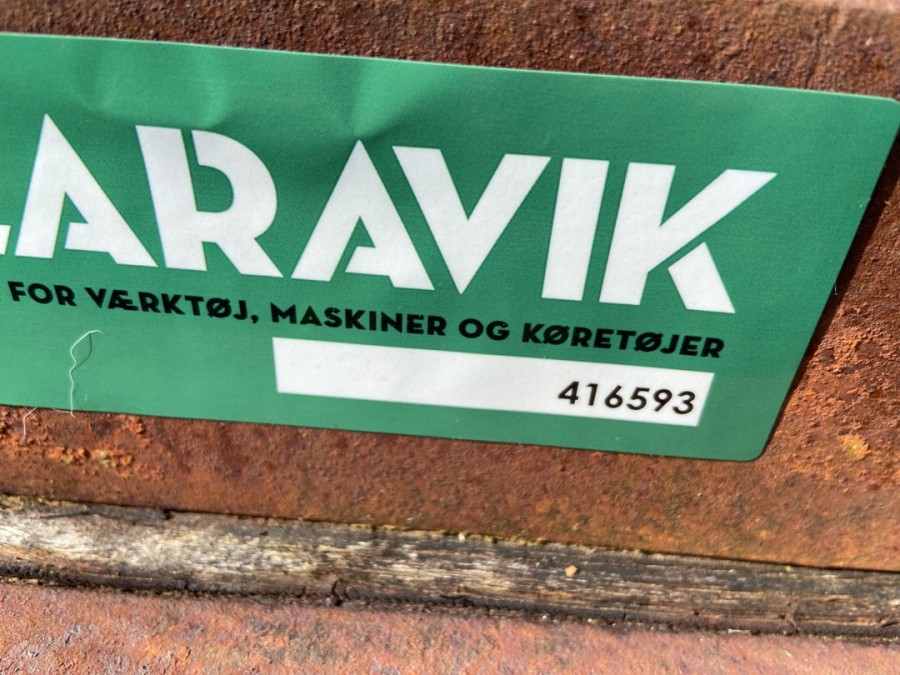 LARAVIK
FOR VÆRKTØJ, MASKINER OG KØRETØJER
416593